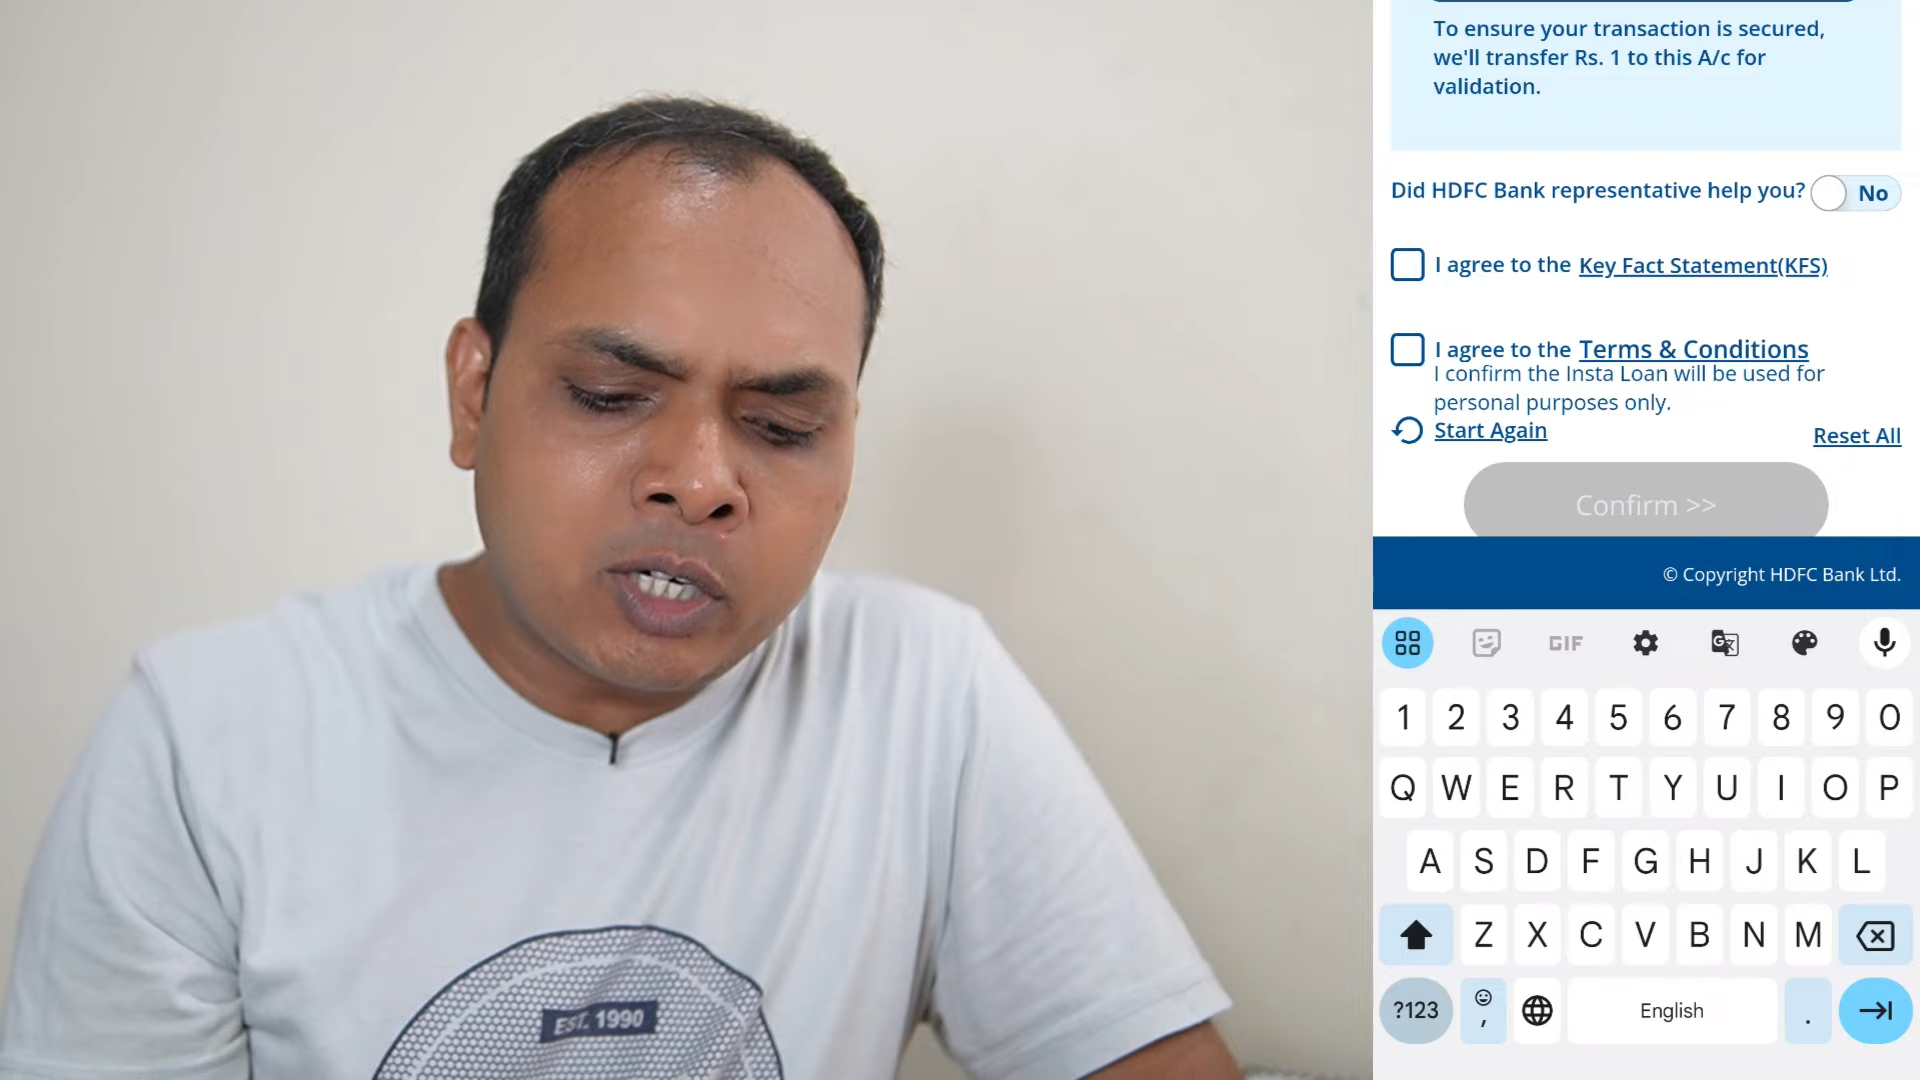 To ensure your transaction is secured,
we'll transfer Rs. 1 to this A/c for
validation.
Did HDFC Bank representative help you? No
I agree to the Key Fact Statement(KFS)
I agree to the Terms & Conditions
I confirm the Insta Loan will be used for
personal purposes only.
Start Again Reset All
Confirm >>
© Copyright HDFC Bank Ltd.
GIF
1 2 3 4 5 6 7 8 9 0
Q W E R T Y U I O P
A S D F G H J K L
Z X C V B N M
?123 , English .
EST. 1990